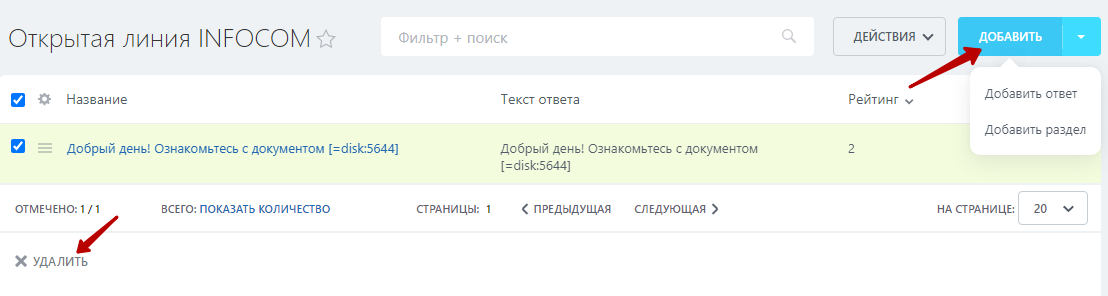 Открытая линия INFOCOM
Фильтр + поиск
ДЕЙСТВИЯ
ДОБАВИТЬ
Добавить ответ
Добавить раздел
Название
Текст ответа
Рейтинг
Добрый день! Ознакомьтесь с документом [=disk:5644]
Добрый день! Ознакомьтесь с документом
[=disk:5644]
2
ОТМЕЧЕНО: 1 / 1
ВСЕГО: ПОКАЗАТЬ КОЛИЧЕСТВО
СТРАНИЦЫ: 1
ПРЕДЫДУЩАЯ
СЛЕДУЮЩАЯ
НА СТРАНИЦЕ:
20
УДАЛИТЬ